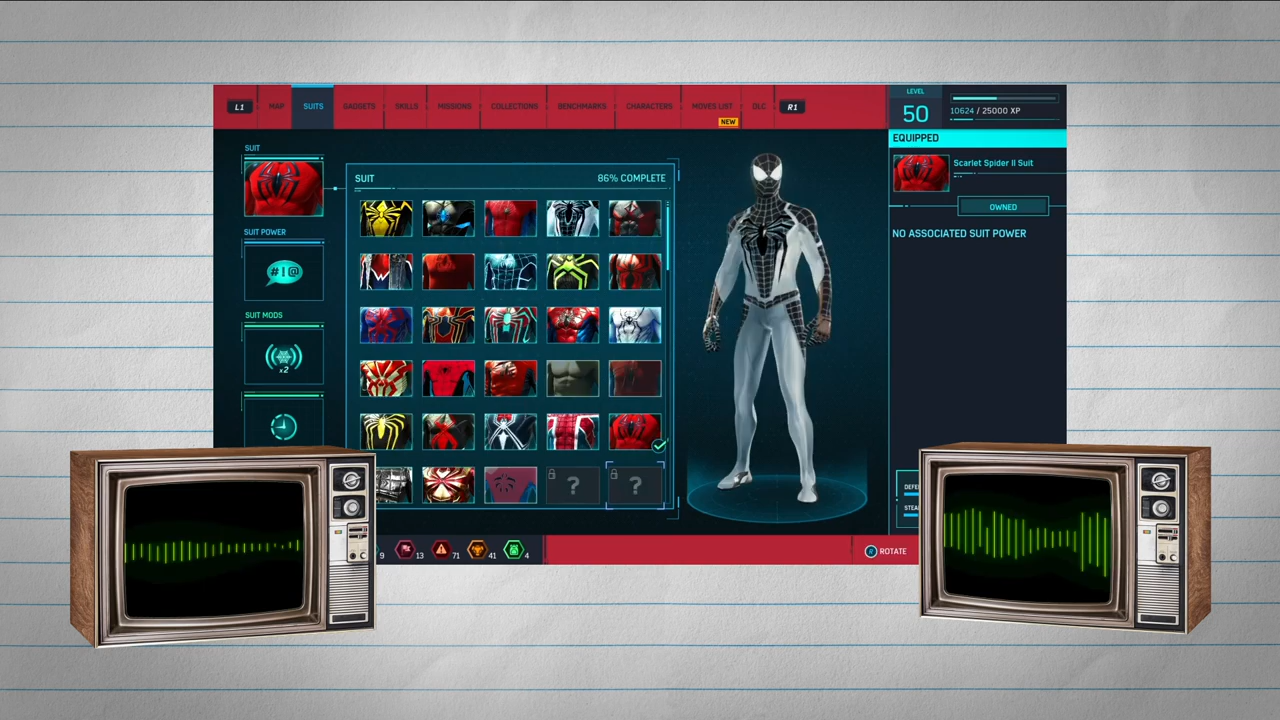 L1 MAP SUITS GADGETS SKILLS MISSIONS COLLECTIONS BENCHMARKS CHARACTERS MOVES LIST DLC R1
NEW
LEVEL
50
10624 / 25000 XP
EQUIPPED
Scarlet Spider II Suit
OWNED
NO ASSOCIATED SUIT POWER
SUIT
SUIT POWER
#!@
SUIT MODS
x2
SUIT 86% COMPLETE
?
?
9 13 71 41 4
R ROTATE